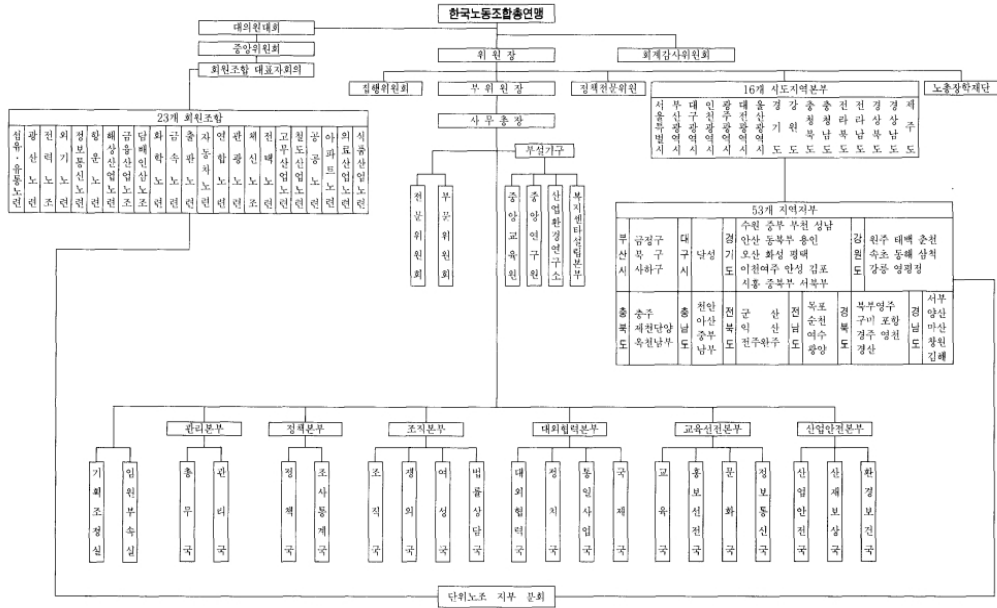 한국노동조합총연맹
대의원대회
중앙위원회
회원조합 대표자회의
위 원 장
회계감사위원회
집행위원회
부 위 원 장
정책전문위원
16개 시도지역본부
노총장학재단
서울특별시
부산광역시
대구광역시
인천광역시
광주광역시
대전광역시
울산광역시
경기도
강원도
충청북도
충청남도
전라북도
전라남도
경상북도
경상남도
제주도
23개 회원조합
섬유·유통노련
광산노련
전력노조
외기노련
정보통신노련
항운노련
해상산업노련
금융산업노조
담배인삼노조
화학노련
금속노련
출판노련
자동차노련
연합노련
관광노련
체신노조
전택노련
고무산업노련
철도산업노련
공공노련
아파트노련
의료산업노련
식품산업노련
사 무 총 장
부설기구
전문위원회
부문위원회
중앙교육원
중앙연구원
산업환경연구소
복지센타설립본부
53개 지역지부
부산시
금정구
북 구
사하구
대구시
달성
경기도
수원 중부 부천 성남
안산 동북부 용인
오산 화성 평택
이천여주 안성 김포
시흥 중북부 서북부
강원도
원주 태백 춘천
속초 동해 삼척
강릉 영평정
충북도
충주
제천단양
옥천남부
충남도
천안
아산
중부
남부
전북도
군 산
익 산
전주완주
전남도
목포
순천
여수
광양
경북도
북부영주
구미 포항
경주 영천
경산
경남도
서부
양산
마산
창원
김해
관리본부
정책본부
조직본부
대외협력본부
교육선전본부
산업안전본부
기획조정실
임원부속실
총무국
관리국
정책국
조사통계국
조직국
쟁의국
여성국
법률상담국
대외협력국
정치국
통일사업국
국제국
교육국
홍보선전국
문화국
정보통신국
산업안전국
산재보상국
환경보건국
단위노조 지부 분회